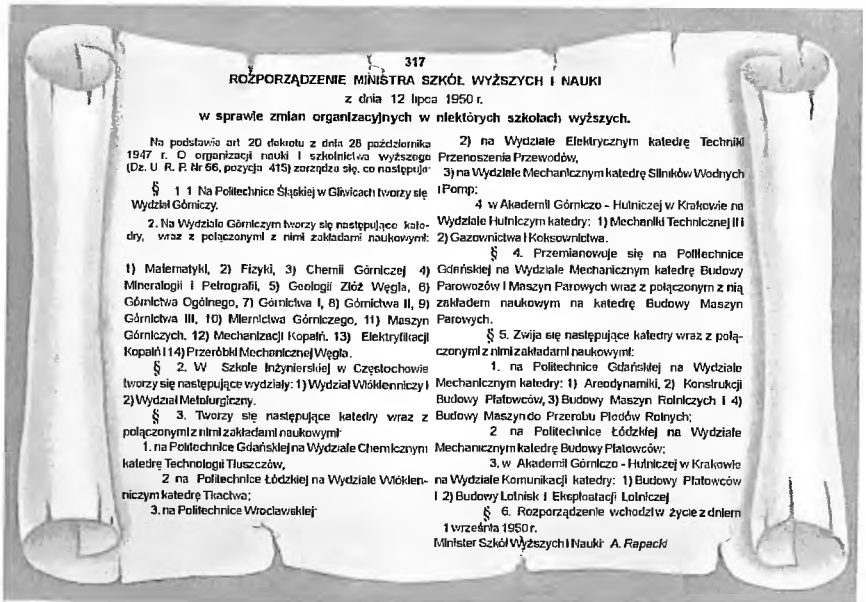 317
ROZPORZĄDZENIE MINISTRA SZKÓŁ WYŻSZYCH I NAUKI
z dnia 12 lipca 1950 r.
w sprawie zmian organizacyjnych w niektórych szkołach wyższych.
Na podstawie art 20 dekretu z dnia 28 października
1947 r. O organizacji nauki i szkolnictwa wyższego
(Dz. U R. P. Nr 66, pozycja 415) zarządza się, co następuje·
§ 1 1 Na Politechnice Śląskiej w Gliwicach tworzy się
Wydział Górniczy.
2. Na Wydziale Górniczym tworzy się następujące kate-
dry, wraz z połączonymi z nimi zakładami naukowymi:
1) Matematyki, 2) Fizyki, 3) Chemii Górniczej 4)
Mineralogii i Petrografii, 5) Geologii Złóż Węgla, 6)
Górnictwa Ogólnego, 7) Górnictwa I, 8) Górnictwa II, 9)
Górnictwa III, 10) Miernictwa Górniczego, 11) Maszyn
Górniczych, 12) Mechanizacji Kopalń, 13) Elektryfikacji
Kopalń i 14) Przeróbki Mechanicznej Węgla.
§ 2. W Szkole Inżynierskiej w Częstochowie
tworzy się następujące wydziały: 1) Wydział Włókienniczy i
2) Wydział Metalurgiczny.
§ 3. Tworzy się następujące katedry wraz z
połączonymi z nimi zakładami naukowymi·
1. na Politechnice Gdańskiej na Wydziale Chemicznym
katedrę Technologii Tłuszczów,
2 na Politechnice Łódzkiej na Wydziale Włókien-
niczym katedrę Tkactwa;
3. na Politechnice Wrocławskiej·
2) na Wydziale Elektrycznym katedrę Techniki
Przenoszenia Przewodów,
3) na Wydziale Mechanicznym katedrę Silników Wodnych
i Pomp;
4 w Akademii Górniczo - Hutniczej w Krakowie na
Wydziale Hutniczym katedry: 1) Mechaniki Technicznej II i
2) Gazownictwa i Koksownictwa.
§ 4. Przemianowuje się na Politechnice
Gdańskiej na Wydziale Mechanicznym katedrę Budowy
Parowozów i Maszyn Parowych wraz z połączonym z nią
zakładem naukowym na katedrę Budowy Maszyn
Parowych.
§ 5. Zwija się następujące katedry wraz z połą-
czonymi z nimi zakładami naukowymi:
1. na Politechnice Gdańskiej na Wydziale
Mechanicznym katedry: 1) Areodynamiki, 2) Konstrukcji
Budowy Płatowców, 3) Budowy Maszyn Rolniczych i 4)
Budowy Maszyn do Przerobu Płodów Rolnych;
2 na Politechnice Łódzkiej na Wydziale
Mechanicznym katedrę Budowy Płatowców;
3. w Akademii Górniczo - Hutniczej w Krakowie
na Wydziale Komunikacji katedry: 1) Budowy Płatowców
i 2) Budowy Lotnisk i Eksploatacji Lotniczej
§ 6. Rozporządzenie wchodzi w życie z dniem
1 września 1950 r.
Minister Szkół Wyższych i Nauki· A. Rapacki